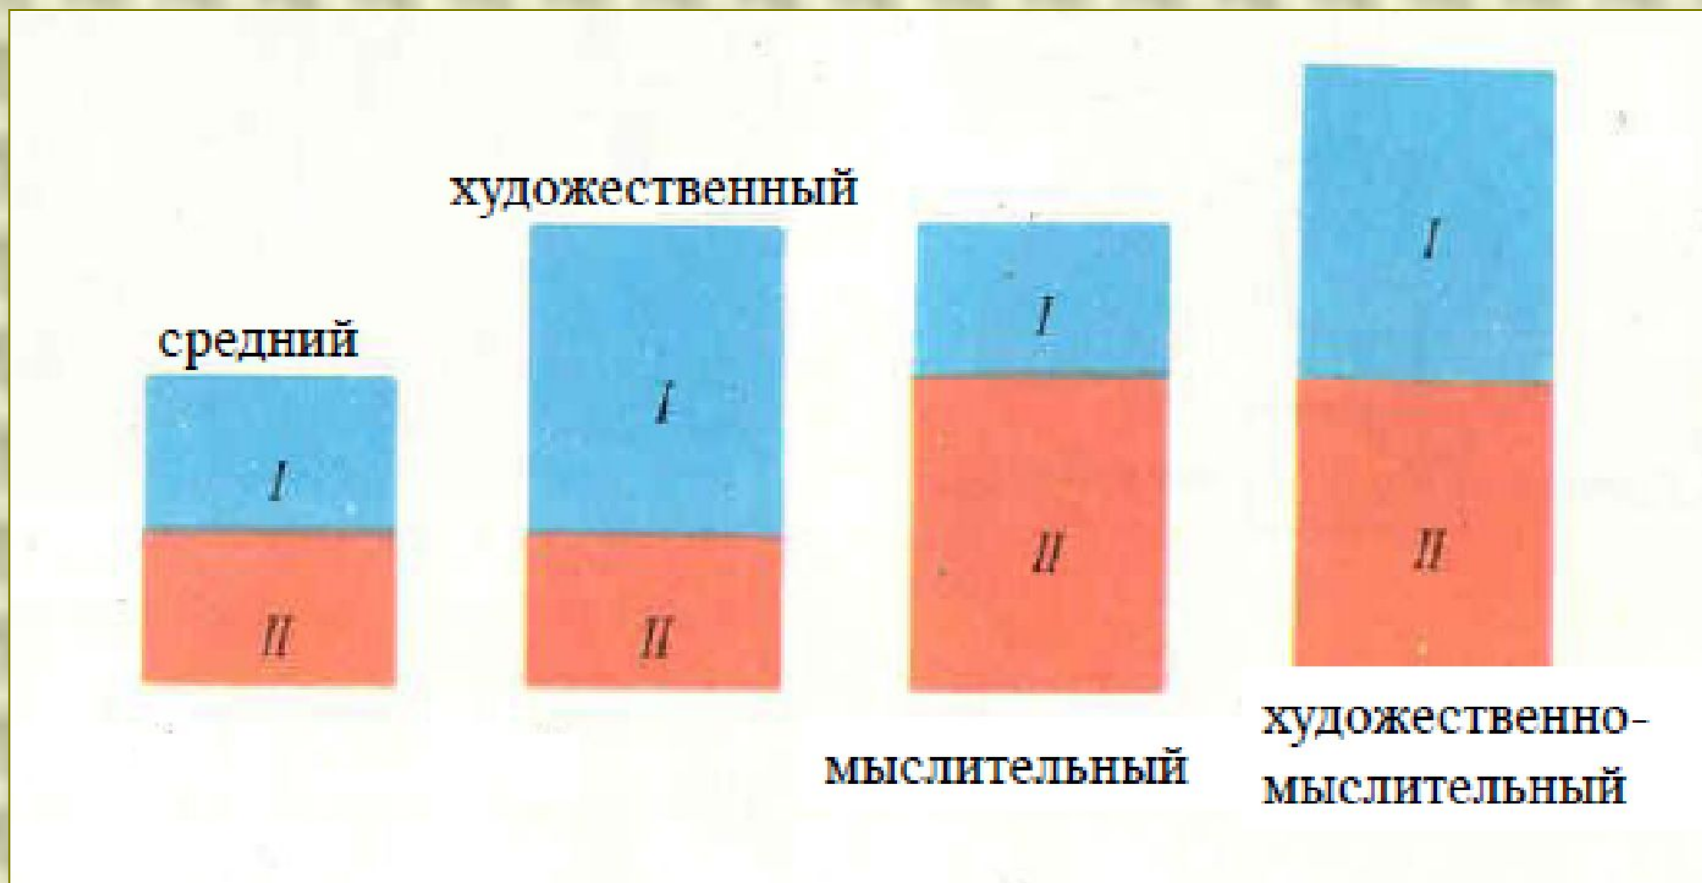 средний
I
II
художественный
I
II
I
II
мыслительный
I
II
художественно-
мыслительный